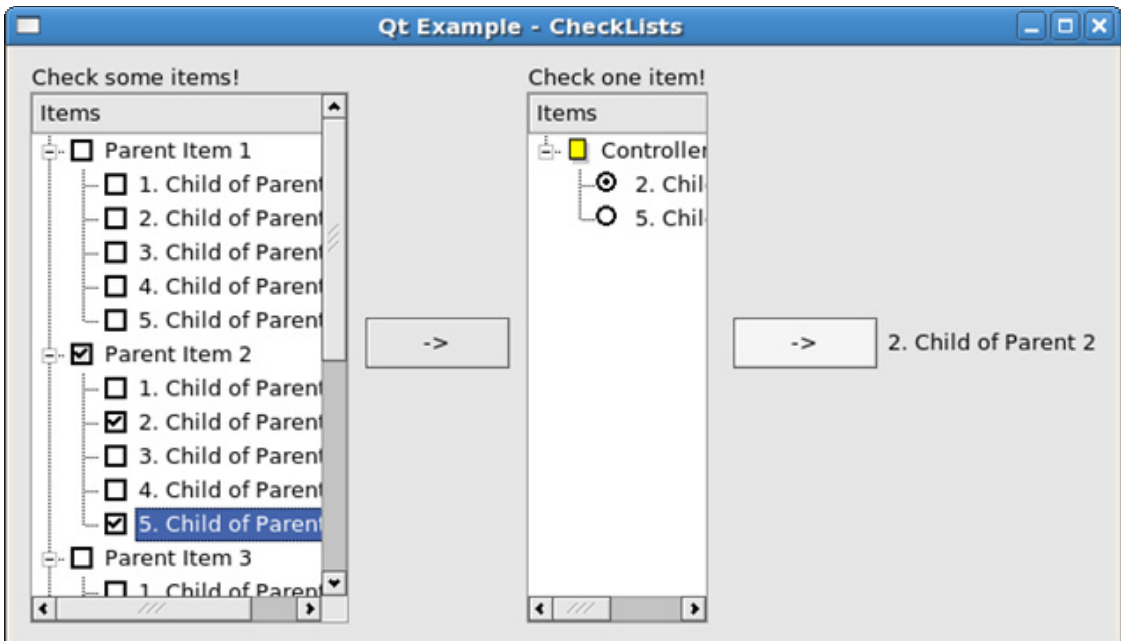 Qt Example - CheckLists
Check some items!
Items
Parent Item 1
1. Child of Parent
2. Child of Parent
3. Child of Parent
4. Child of Parent
5. Child of Parent
Parent Item 2
1. Child of Parent
2. Child of Parent
3. Child of Parent
4. Child of Parent
5. Child of Parent
Parent Item 3
1. Child of Parent
->
Check one item!
Items
Controller
2. Chil
5. Chil
->
2. Child of Parent 2